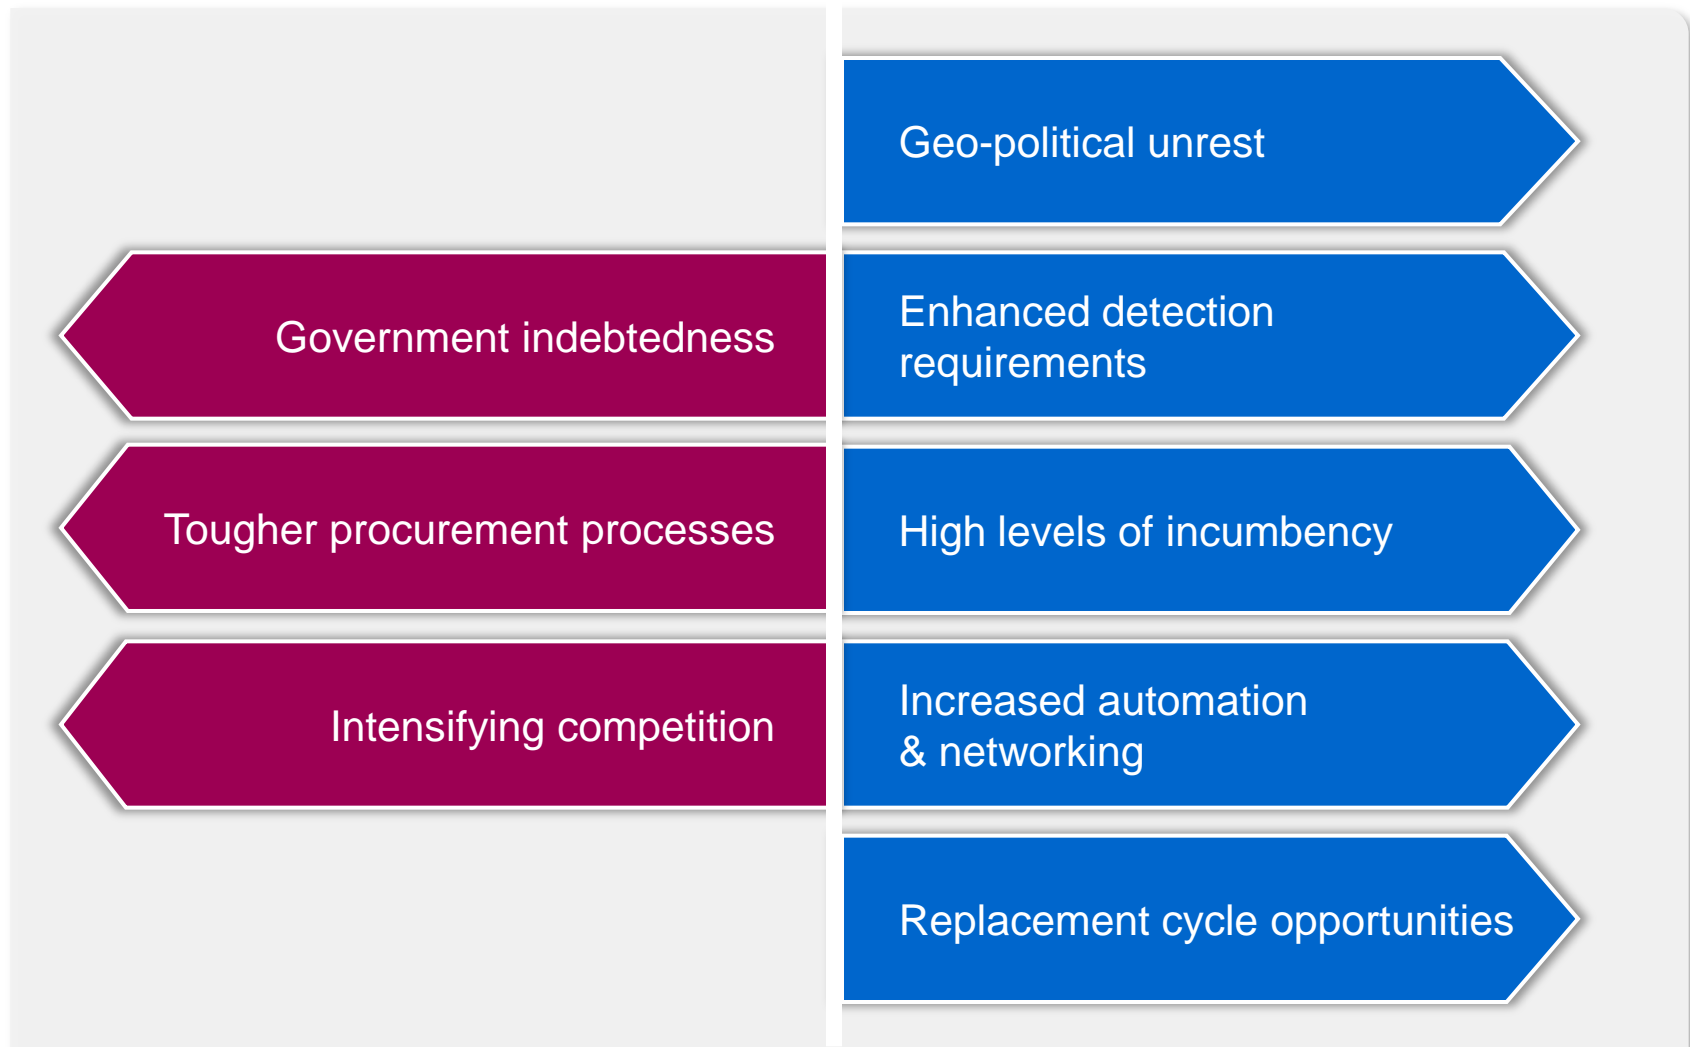 Geo-political unrest
Government indebtedness
Enhanced detection
requirements
Tougher procurement processes
High levels of incumbency
Intensifying competition
Increased automation
& networking
Replacement cycle opportunities